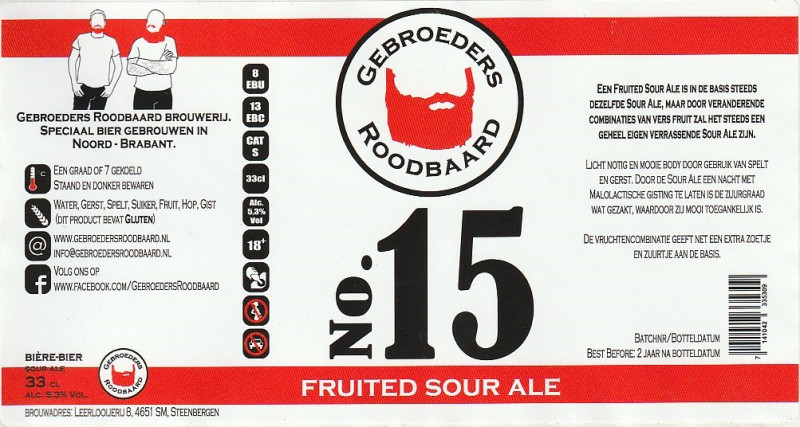 Gebroeders Roodbaard brouwerij.
Speciaal bier gebrouwen in
Noord - Brabant.
°C
Een graad of 7 gekoeld
Staand en donker bewaren
Water, Gerst, Spelt, Suiker, Fruit, Hop, Gist
(dit product bevat Gluten)
@
www.gebroedersroodbaard.nl
info@gebroedersroodbaard.nl
f
Volg ons op
www.facebook.com/GebroedersRoodbaard
BIÈRE-BIER
SOUR ALE
33 CL
ALC. 5,3% VOL.
GEBROEDERS
ROODBAARD
Brouwadres: Leerlooijerij 8, 4651 SM, Steenbergen
8
EBU
13
EBC
CAT
S
33cl
Alc.
5,3%
Vol
18+
GEBROEDERS
ROODBAARD
No. 15
FRUITED SOUR ALE
Een Fruited Sour Ale is in de basis steeds
dezelfde Sour Ale, maar door veranderende
combinaties van vers fruit zal het steeds een
geheel eigen verrassende Sour Ale zijn.
Licht notig en mooie body door gebruik van spelt
en gerst. Door de Sour Ale een nacht met
Malolactische gisting te laten is de zuurgraad
wat gezakt, waardoor zij mooi toegankelijk is.
De vruchtencombinatie geeft net een extra zoetje
en zuurtje aan de basis.
Batchnr/Botteldatum
Best Before: 2 jaar na botteldatum
7 141042 335309